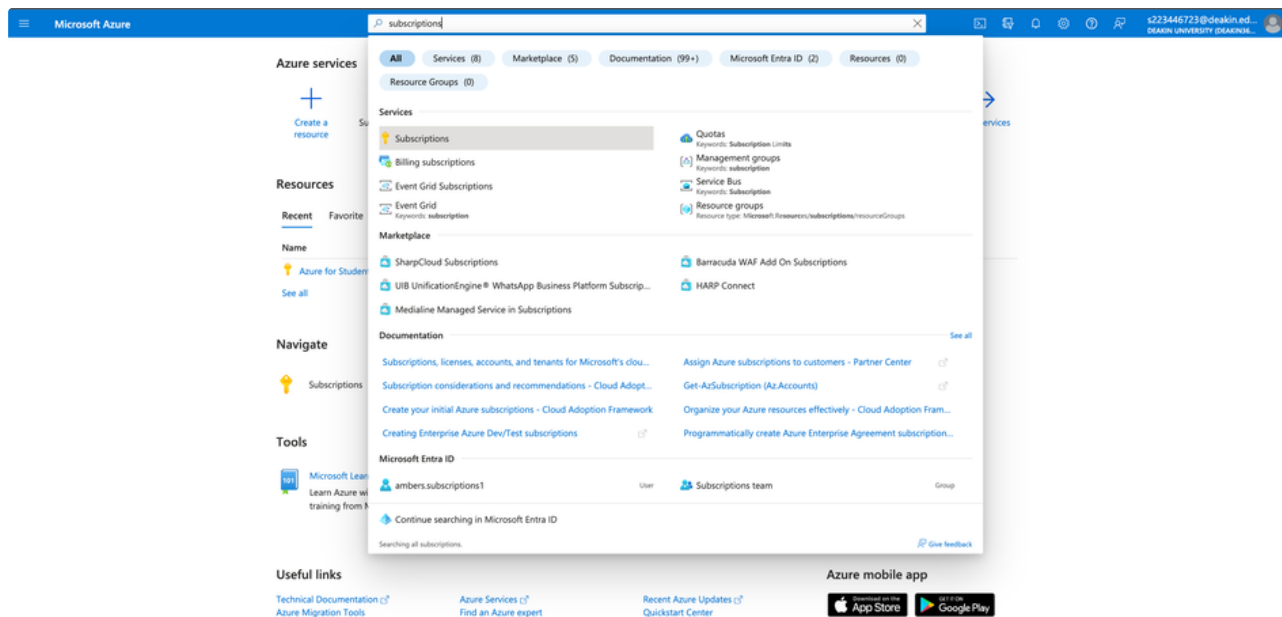 Microsoft Azure
subscriptions
s223446723@deakin.ed...
DEAKIN UNIVERSITY (DEAKIN36...
Azure services
All
Services (8)
Marketplace (5)
Documentation (99+)
Microsoft Entra ID (2)
Resources (0)
Resource Groups (0)
Create a
resource
Su
ervices
Services
Subscriptions
Billing subscriptions
Event Grid Subscriptions
Event Grid
Keywords: subscription
Quotas
Keywords: Subscription Limits
Management groups
Keywords: subscription
Service Bus
Keywords: Subscription
Resource groups
Resource type: Microsoft.Resources/subscriptions/resourceGroups
Resources
Recent
Favorite
Name
Azure for Studen
See all
Marketplace
SharpCloud Subscriptions
Barracuda WAF Add On Subscriptions
UIB UnificationEngine® WhatsApp Business Platform Subscrip...
HARP Connect
Medialine Managed Service in Subscriptions
Documentation
See all
Subscriptions, licenses, accounts, and tenants for Microsoft's clou...
Assign Azure subscriptions to customers - Partner Center
Subscription considerations and recommendations - Cloud Adopt...
Get-AzSubscription (Az.Accounts)
Create your initial Azure subscriptions - Cloud Adoption Framework
Organize your Azure resources effectively - Cloud Adoption Fram...
Creating Enterprise Azure Dev/Test subscriptions
Programmatically create Azure Enterprise Agreement subscription...
Navigate
Subscriptions
Tools
101
Microsoft Lear
Learn Azure wi
training from M
Microsoft Entra ID
ambers.subscriptions1
User
Subscriptions team
Group
Continue searching in Microsoft Entra ID
Searching all subscriptions.
Give feedback
Useful links
Technical Documentation
Azure Services
Recent Azure Updates
Azure Migration Tools
Find an Azure expert
Quickstart Center
Azure mobile app
Download on the
App Store
GET IT ON
Google Play